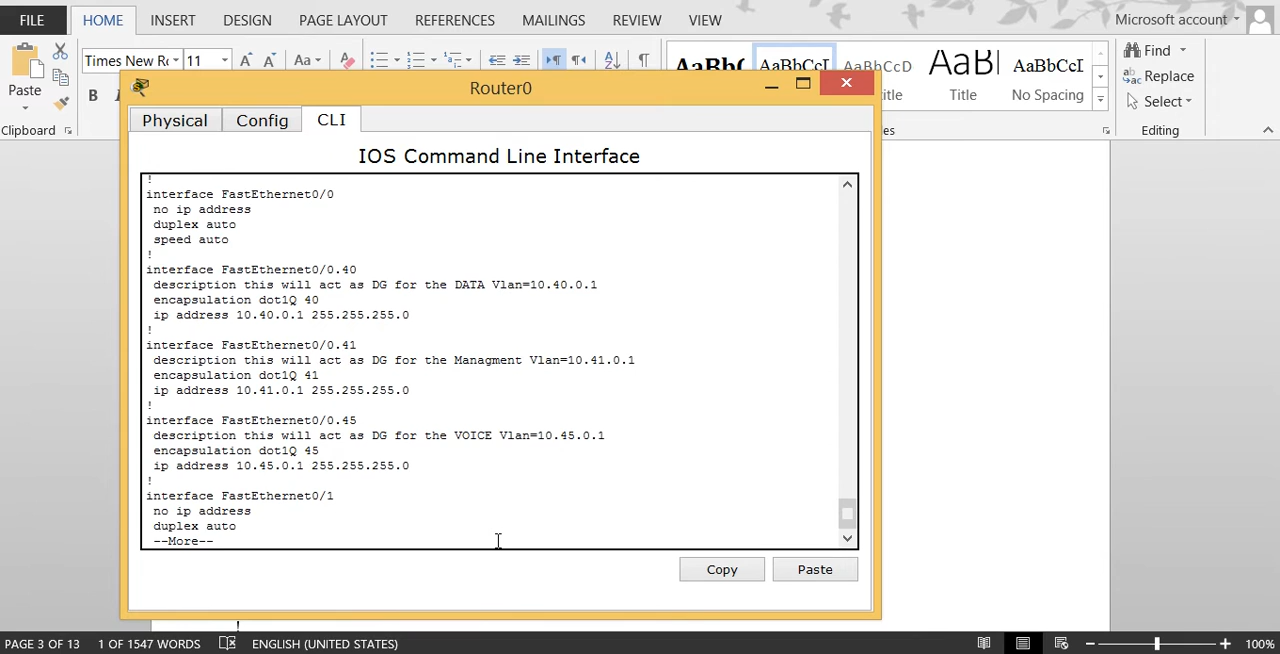 FILE HOME INSERT DESIGN PAGE LAYOUT REFERENCES MAILINGS REVIEW VIEW Microsoft account
Times New Ro 11 Aa
Paste
B
Clipboard
AaBb( AaBbCcI AaBbCcD AaBl AaBbCcI
Title No Spacing
Find
Replace
Select
Editing
Router0
Physical Config CLI
IOS Command Line Interface
!
interface FastEthernet0/0
no ip address
duplex auto
speed auto
!
interface FastEthernet0/0.40
description this will act as DG for the DATA Vlan=10.40.0.1
encapsulation dot1Q 40
ip address 10.40.0.1 255.255.255.0
!
interface FastEthernet0/0.41
description this will act as DG for the Managment Vlan=10.41.0.1
encapsulation dot1Q 41
ip address 10.41.0.1 255.255.255.0
!
interface FastEthernet0/0.45
description this will act as DG for the VOICE Vlan=10.45.0.1
encapsulation dot1Q 45
ip address 10.45.0.1 255.255.255.0
!
interface FastEthernet0/1
no ip address
duplex auto
--More--
Copy Paste
PAGE 3 OF 13 1 OF 1547 WORDS ENGLISH (UNITED STATES) 100%